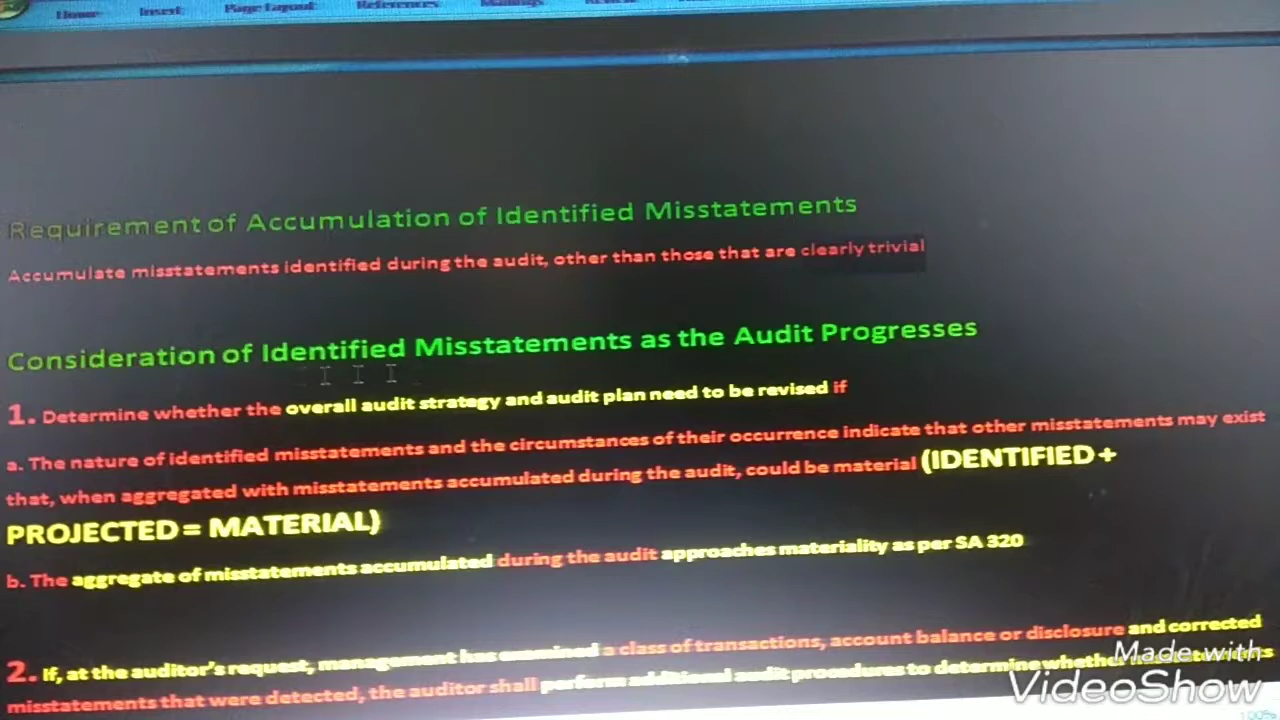 Home Insert Page Layout References Mailings Review
Requirement of Accumulation of Identified Misstatements
Accumulate misstatements identified during the audit, other than those that are clearly trivial
Consideration of Identified Misstatements as the Audit Progresses
1. Determine whether the overall audit strategy and audit plan need to be revised if
a. The nature of identified misstatements and the circumstances of their occurrence indicate that other misstatements may exist
that, when aggregated with misstatements accumulated during the audit, could be material (IDENTIFIED +
PROJECTED = MATERIAL)
b. The aggregate of misstatements accumulated during the audit approaches materiality as per SA 320
2. If, at the auditor's request, management has examined a class of transactions, account balance or disclosure and corrected
misstatements that were detected, the auditor shall perform additional audit procedures to determine whether
Made with
VideoShow
100%